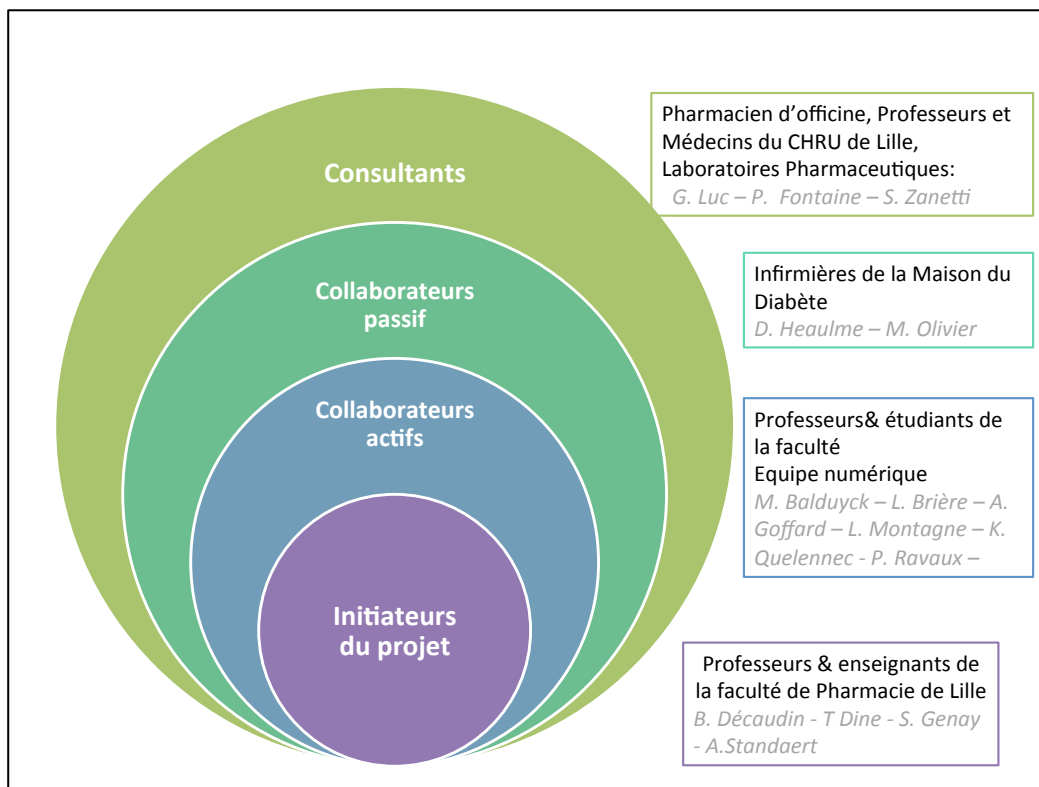 Consultants
Collaborateurs
passif
Collaborateurs
actifs
Initiateurs
du projet
Pharmacien d’officine, Professeurs et
Médecins du CHRU de Lille,
Laboratoires Pharmaceutiques:
G. Luc – P. Fontaine – S. Zanetti
Infirmières de la Maison du
Diabète
D. Heaulme – M. Olivier
Professeurs& étudiants de
la faculté
Equipe numérique
M. Balduyck – L. Brière – A.
Goffard – L. Montagne – K.
Quelennec - P. Ravaux –
Professeurs & enseignants de
la faculté de Pharmacie de Lille
B. Décaudin - T Dine - S. Genay
- A.Standaert